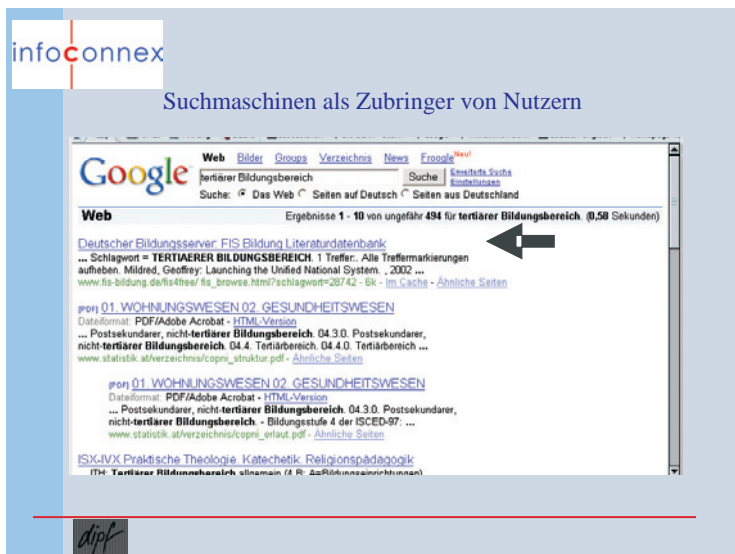 infoconnex
Suchmaschinen als Zubringer von Nutzern
Google
Web Bilder Groups Verzeichnis News Froogle Neu!
tertiärer Bildungsbereich Suche Erweiterte Suche
Einstellungen
Suche: Das Web Seiten auf Deutsch Seiten aus Deutschland
Web Ergebnisse 1 - 10 von ungefähr 494 für tertiärer Bildungsbereich. (0,58 Sekunden)
Deutscher Bildungsserver: FIS Bildung Literaturdatenbank
... Schlagwort = TERTIAERER BILDUNGSBEREICH. 1 Treffer:. Alle Treffermarkierungen
aufheben. Mildred, Geoffrey: Launching the Unified National System. , 2002 ...
www.fis-bildung.de/fis4free/ fis_browse.html?schlagwort=28742 - 6k - Im Cache - Ähnliche Seiten
[PDF] 01. WOHNUNGSWESEN 02. GESUNDHEITSWESEN
Dateiformat: PDF/Adobe Acrobat - HTML-Version
... Postsekundarer, nicht-tertiärer Bildungsbereich. 04.3.0. Postsekundarer,
nicht-tertiärer Bildungsbereich. 04.4. Tertiärbereich. 04.4.0. Tertiärbereich ...
www.statistik.at/verzeichnis/copni_struktur.pdf - Ähnliche Seiten
[PDF] 01. WOHNUNGSWESEN 02. GESUNDHEITSWESEN
Dateiformat: PDF/Adobe Acrobat - HTML-Version
... Postsekundarer, nicht-tertiärer Bildungsbereich. 04.3.0. Postsekundarer,
nicht-tertiärer Bildungsbereich. - Bildungsstufe 4 der ISCED-97: ...
www.statistik.at/verzeichnis/copni_erlaut.pdf - Ähnliche Seiten
ISX-IVX Praktische Theologie. Katechetik. Religionspädagogik
ITH: Tertiärer Bildungsbereich allgemein (4 B: A=Bildungseinrichtungen)
dipf